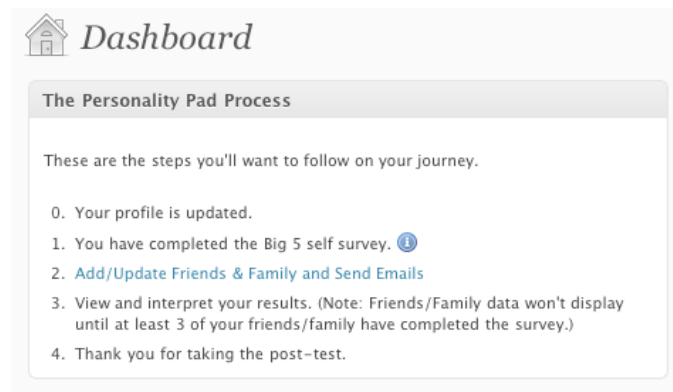 Dashboard
The Personality Pad Process
These are the steps you'll want to follow on your journey.
0. Your profile is updated.
1. You have completed the Big 5 self survey.
2. Add/Update Friends & Family and Send Emails
3. View and interpret your results. (Note: Friends/Family data won't display
until at least 3 of your friends/family have completed the survey.)
4. Thank you for taking the post-test.